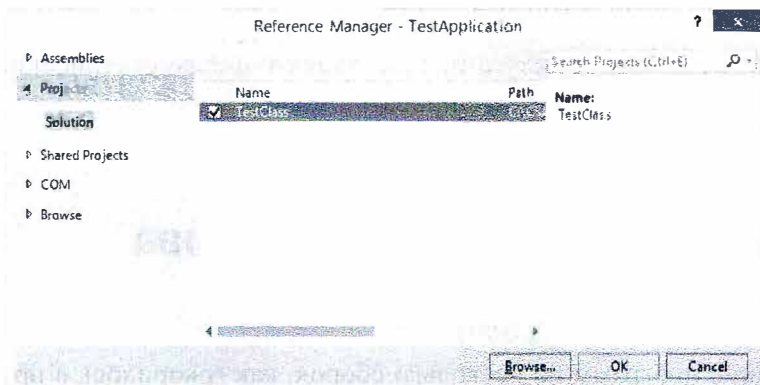 Reference Manager - TestApplication
?
x
Assemblies
Search Projects (Ctrl+E)
Projects
Name
Path
Name:
TestClass
TestClass
Solution
Shared Projects
COM
Browse
Browse...
OK
Cancel